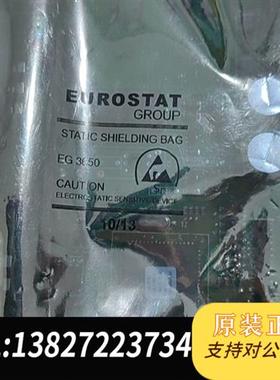 EUROSTAT
GROUP
STATIC SHIELDING BAG
EG 3650
CAUTION
ELECTROSTATIC SENSITIVE DEVICE
10/13
:13827223734
原装正
支持对公